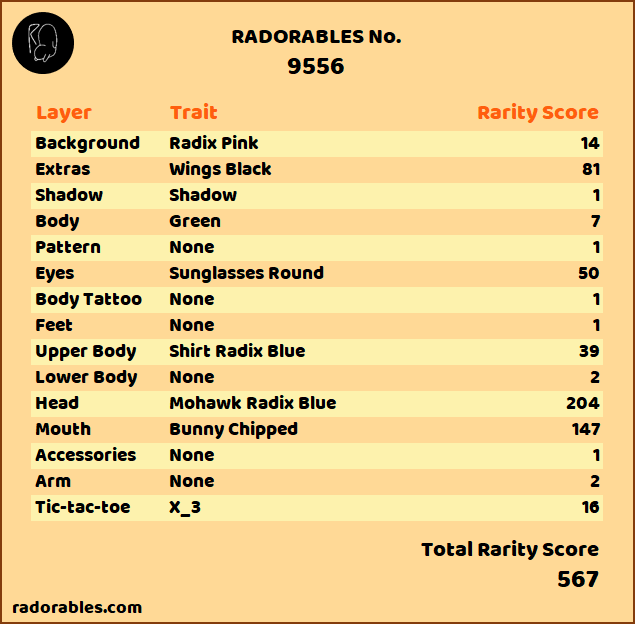 RADORABLES No.
9556
Layer Trait Rarity Score
Background Radix Pink 14
Extras Wings Black 81
Shadow Shadow 1
Body Green 7
Pattern None 1
Eyes Sunglasses Round 50
Body Tattoo None 1
Feet None 1
Upper Body Shirt Radix Blue 39
Lower Body None 2
Head Mohawk Radix Blue 204
Mouth Bunny Chipped 147
Accessories None 1
Arm None 2
Tic-tac-toe X_3 16
Total Rarity Score
567
radorables.com